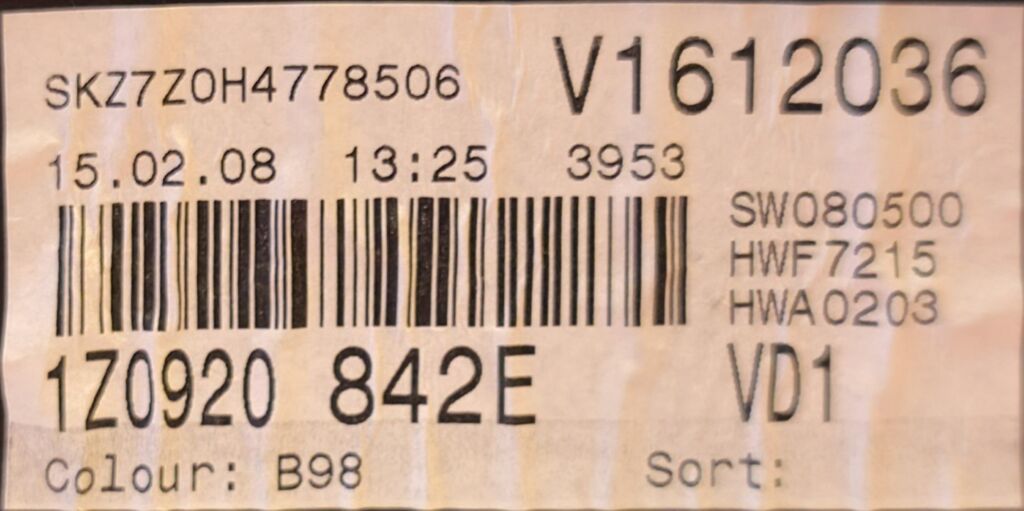 SKZ7Z0H4778506 V1612036
15.02.08 13:25 3953
SW080500
HWF7215
HWA0203
1Z0920 842E VD1
Colour: B98 Sort: